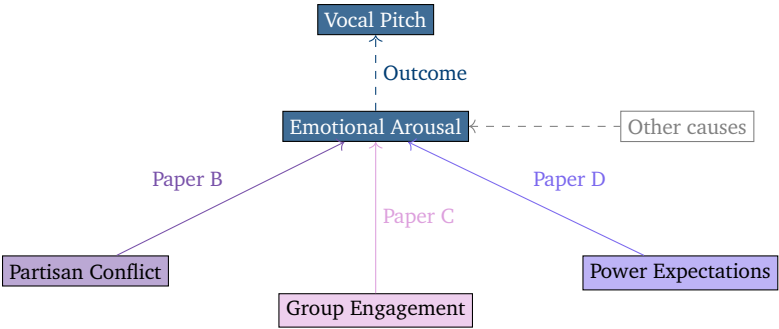 Vocal Pitch
Outcome
Emotional Arousal
Other causes
Paper B
Paper D
Paper C
Partisan Conflict
Power Expectations
Group Engagement